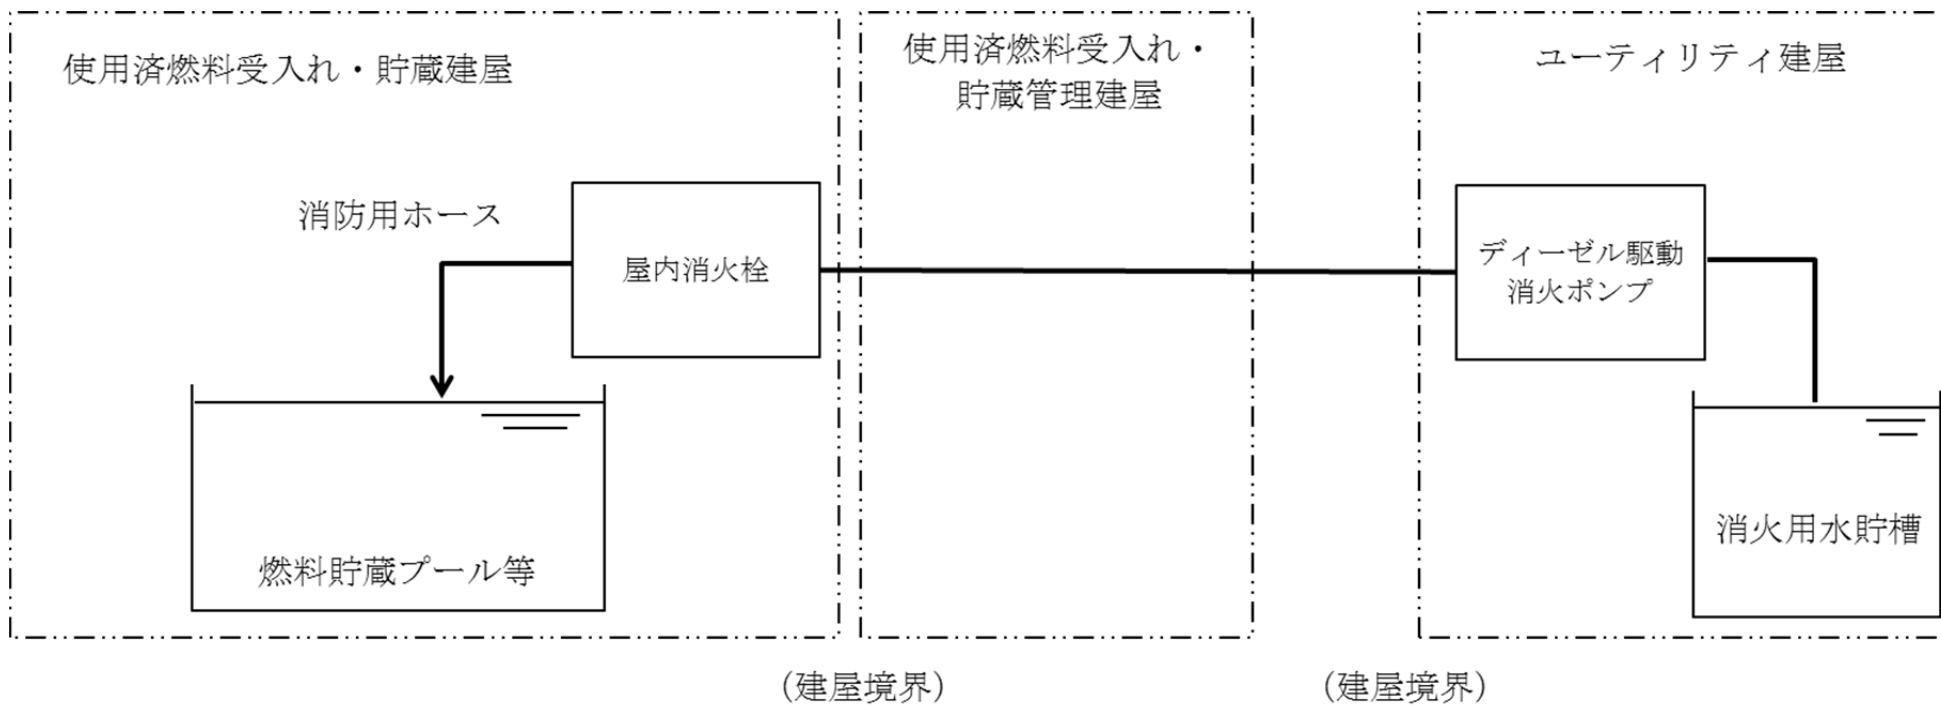 使用済燃料受入れ・貯蔵建屋
使用済燃料受入れ・
貯蔵管理建屋
ユーティリティ建屋
消防用ホース
屋内消火栓
ディーゼル駆動
消火ポンプ
燃料貯蔵プール等
消火用水貯槽
(建屋境界)
(建屋境界)